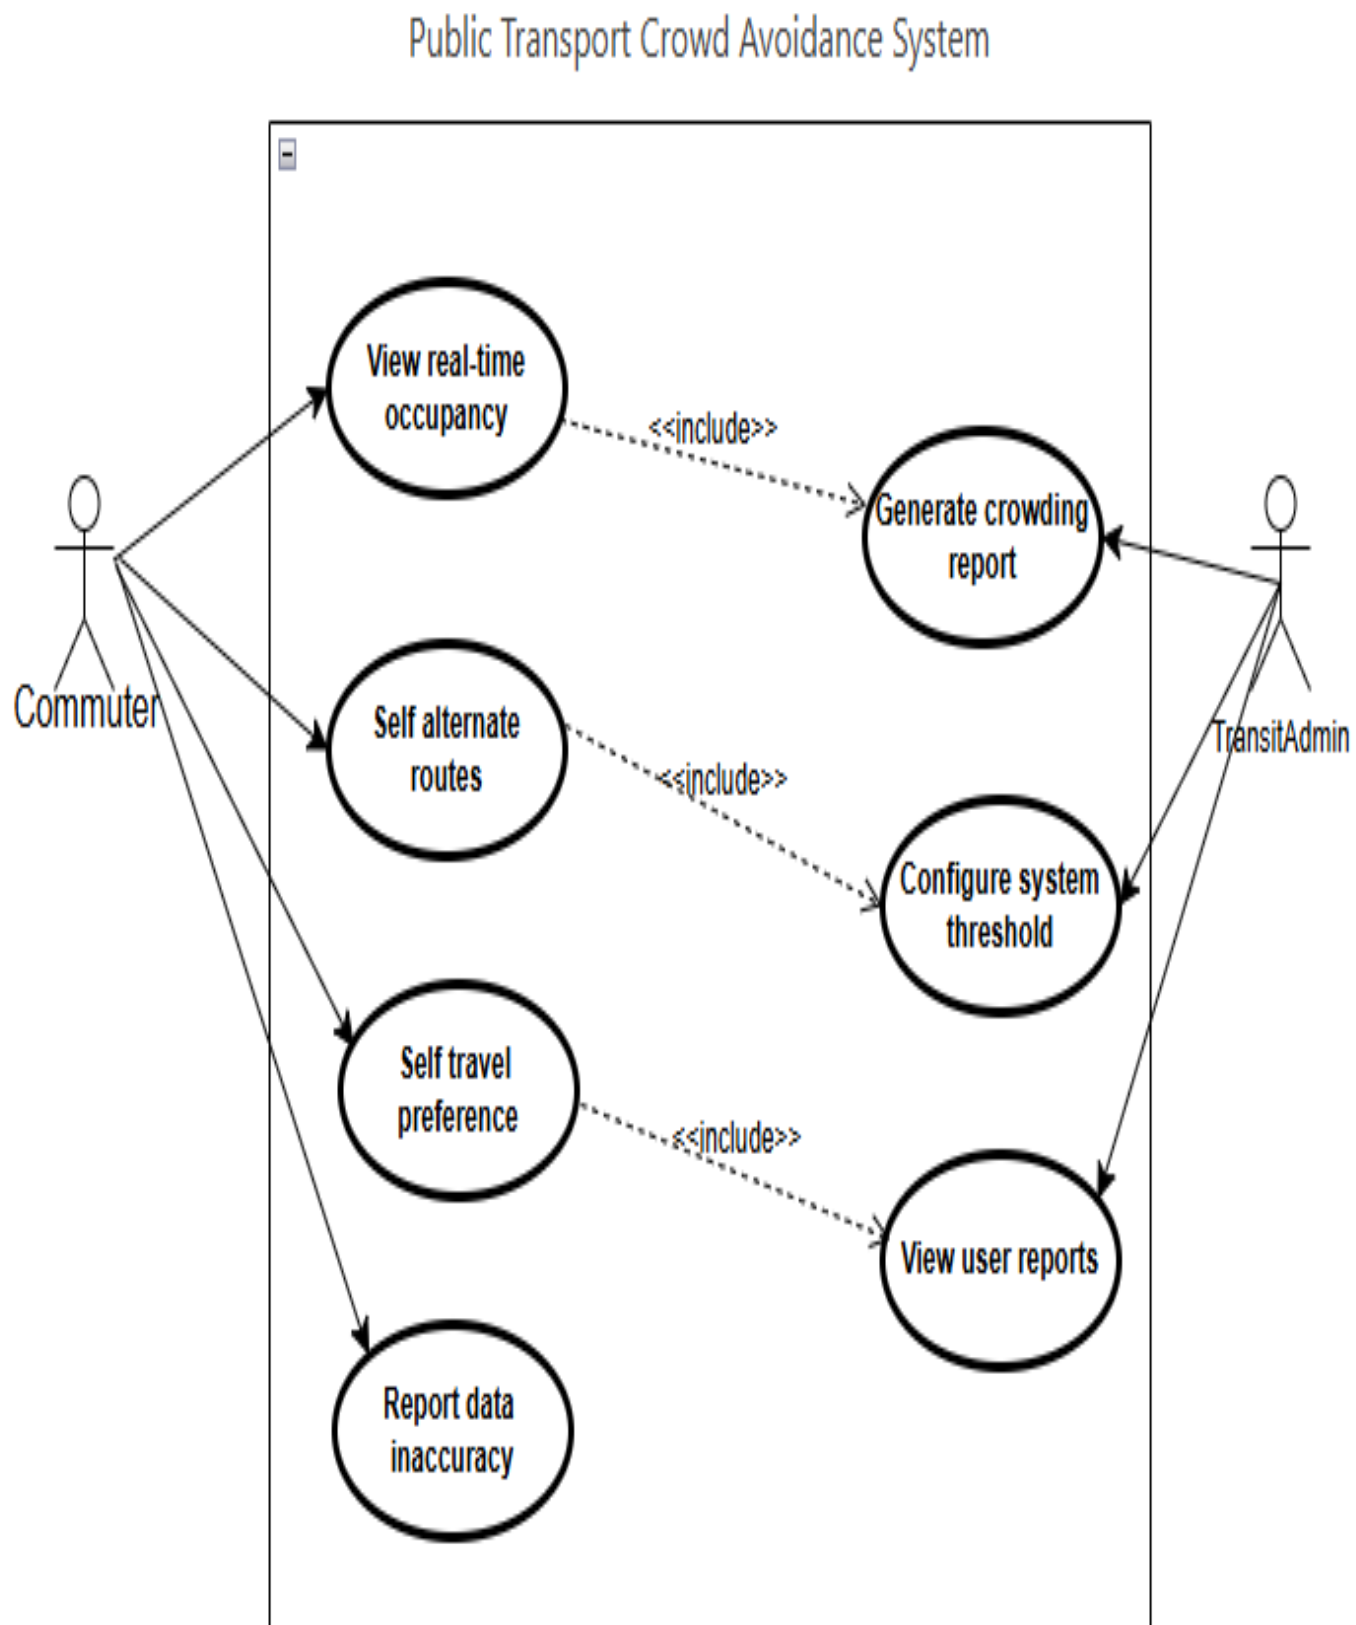 Public Transport Crowd Avoidance System
View real-time
occupancy
<<include>>
Generate crowding
report
Commuter
Self alternate
routes
<<include>>
TransitAdmin
Configure system
threshold
Self travel
preference
<<include>>
View user reports
Report data
inaccuracy